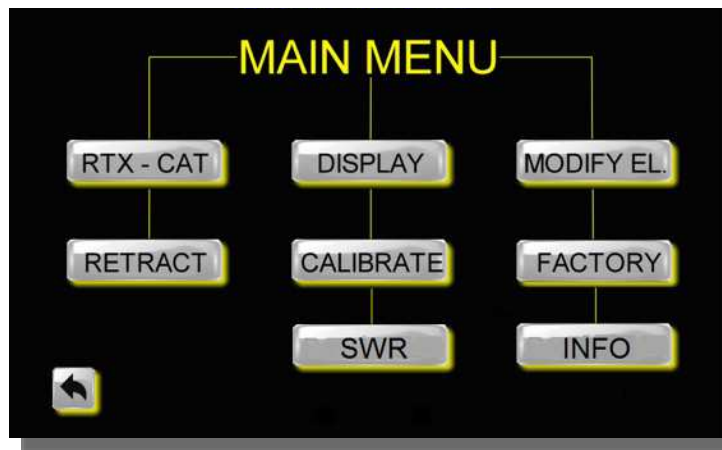 MAIN MENU
RTX - CAT
DISPLAY
MODIFY EL.
RETRACT
CALIBRATE
FACTORY
SWR
INFO